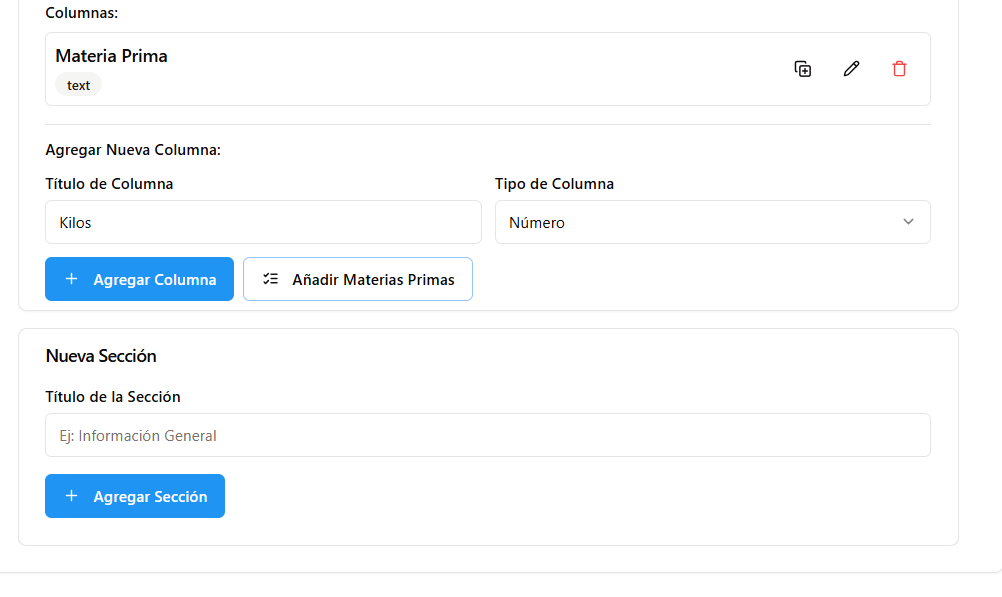 Columnas:
Materia Prima
text
Agregar Nueva Columna:
Título de Columna
Tipo de Columna
Kilos
Número
Agregar Columna
Añadir Materias Primas
Nueva Sección
Título de la Sección
Ej: Información General
Agregar Sección